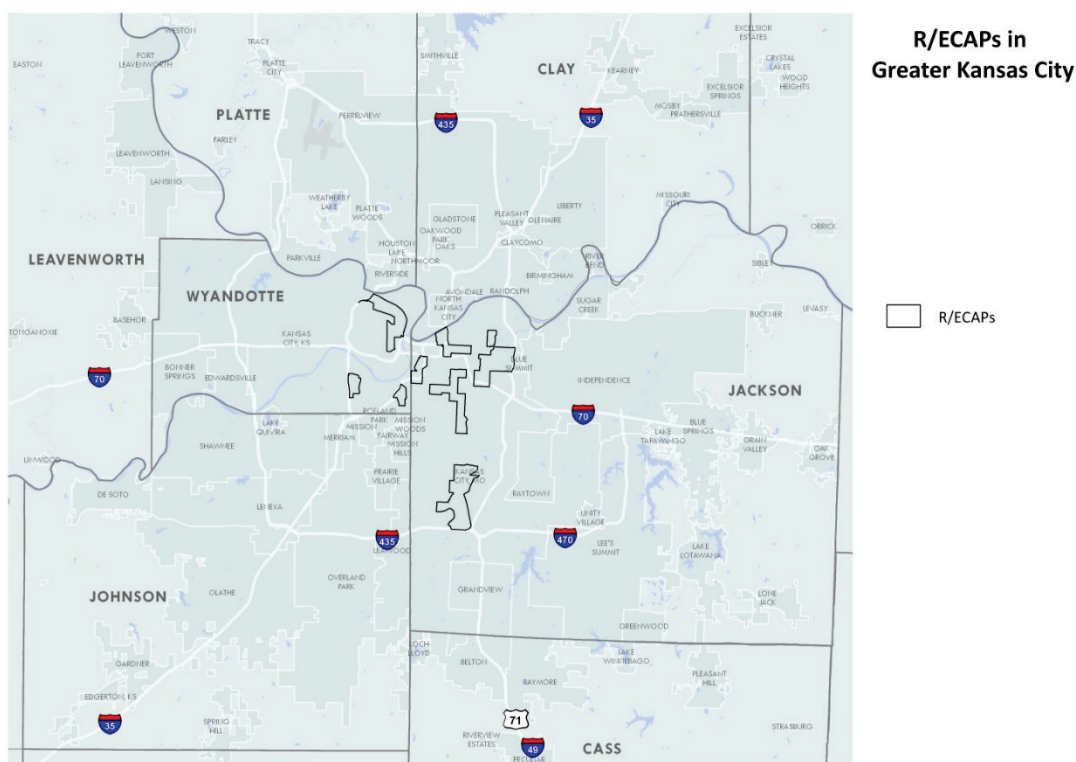 R/ECAPs in
Greater Kansas City
WESTON
TRACY
PLATTE
CITY
SMITHVILLE
CLAY
KEARNEY
EXCELSIOR
ESTATES
CRYSTAL
LAKES
WOOD
HEIGHTS
EASTON
FORT
LEAVENWORTH
PLATTE
FERRELVIEW
435
35
MOSBY
PRATHERSVILLE
EXCELSIOR
SPRINGS
FARLEY
LEAVENWORTH
LANSING
WEATHERBY
LAKE
PLATTE
WOODS
GLADSTONE
OAKWOOD
PARK
OAKS
PLEASANT
VALLEY
GLENAIRE
LIBERTY
CLAYCOMO
MISSOURI
CITY
ORRICK
LEAVENWORTH
HOUSTON
LAKE
NORTHMOOR
PARKVILLE
RIVERSIDE
RIVER
BEND
BIRMINGHAM
SIBLEY
WYANDOTTE
AVONDALE
RANDOLPH
NORTH
KANSAS
CITY
SUGAR
CREEK
BUCKNER
LEVASY
TONGANOXIE
BASEHOR
KANSAS
CITY, KS
R/ECAPs
70
BONNER
SPRINGS
EDWARDSVILLE
BLUE
SUMMIT
INDEPENDENCE
JACKSON
70
ROELAND
PARK
MISSION
WOODS
MISSION
FAIRWAY
MISSION
HILLS
MERRIAM
LAKE
QUIVIRA
SHAWNEE
LAKE
TAPAWINGO
BLUE
SPRINGS
GRAIN
VALLEY
OAK
GROVE
LINWOOD
DE SOTO
PRAIRIE
VILLAGE
KANSAS
CITY, MO
RAYTOWN
LENEXA
UNITY
VILLAGE
435
LEAWOOD
470
LEE'S
SUMMIT
LAKE
LOTAWANA
JOHNSON
OLATHE
OVERLAND
PARK
GRANDVIEW
LONE
JACK
GREENWOOD
LOCH
LLOYD
BELTON
LAKE
WINNEBAGO
GARDNER
RAYMORE
PLEASANT
HILL
EDGERTON, KS
35
SPRING
HILL
71
STRASBURG
RIVERVIEW
ESTATES
49
PECULIAR
CASS